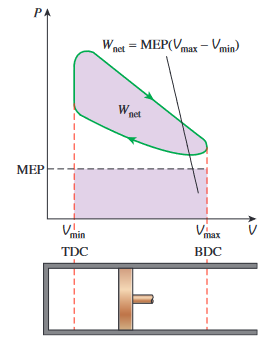 P
W_net = MEP(V_max – V_min)
W_net
MEP
V_min V_max V
TDC BDC